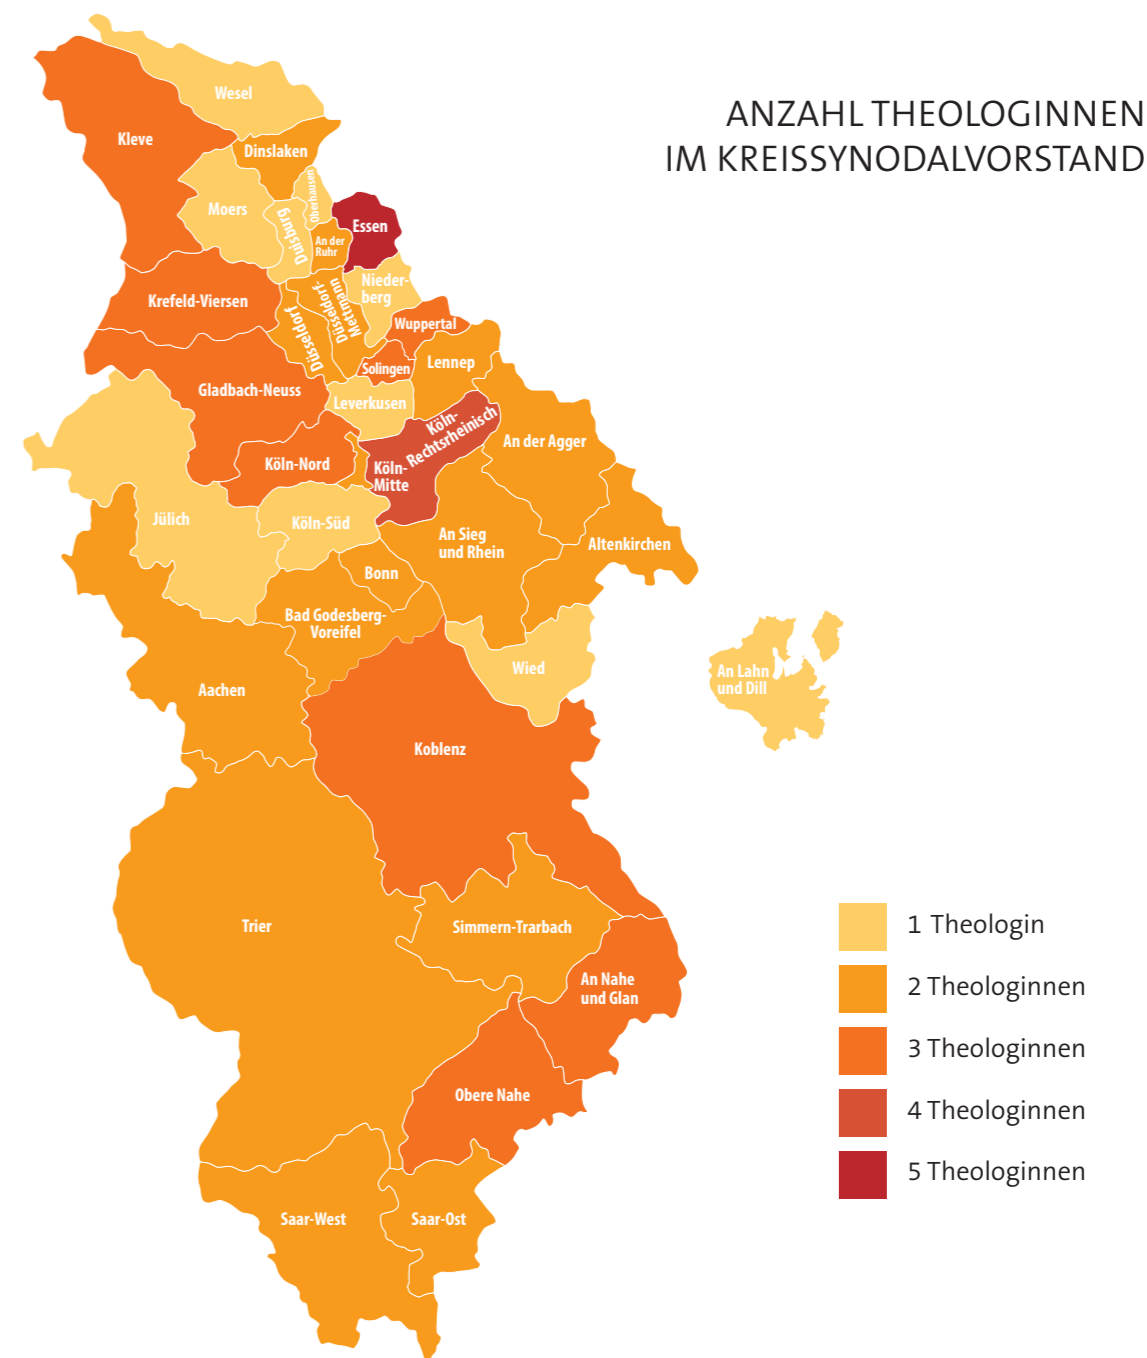 ANZAHL THEOLOGINNEN
IM KREISSYNODALVORSTAND
Wesel
Kleve
Dinslaken
Oberhausen
Moers
Duisburg
Essen
An der
Ruhr
Nieder-
berg
Krefeld-Viersen
Düsseldorf-
Mettmann
Düsseldorf
Wuppertal
Solingen
Lennep
Gladbach-Neuss
Leverkusen
Köln-
Rechtsrheinisch
An der Agger
Köln-Nord
Köln-
Mitte
Jülich
Köln-Süd
An Sieg
und Rhein
Altenkirchen
Bonn
Bad Godesberg-
Voreifel
Wied
An Lahn
und Dill
Aachen
Koblenz
Trier
Simmern-Trarbach
An Nahe
und Glan
Obere Nahe
Saar-West
Saar-Ost
1 Theologin
2 Theologinnen
3 Theologinnen
4 Theologinnen
5 Theologinnen